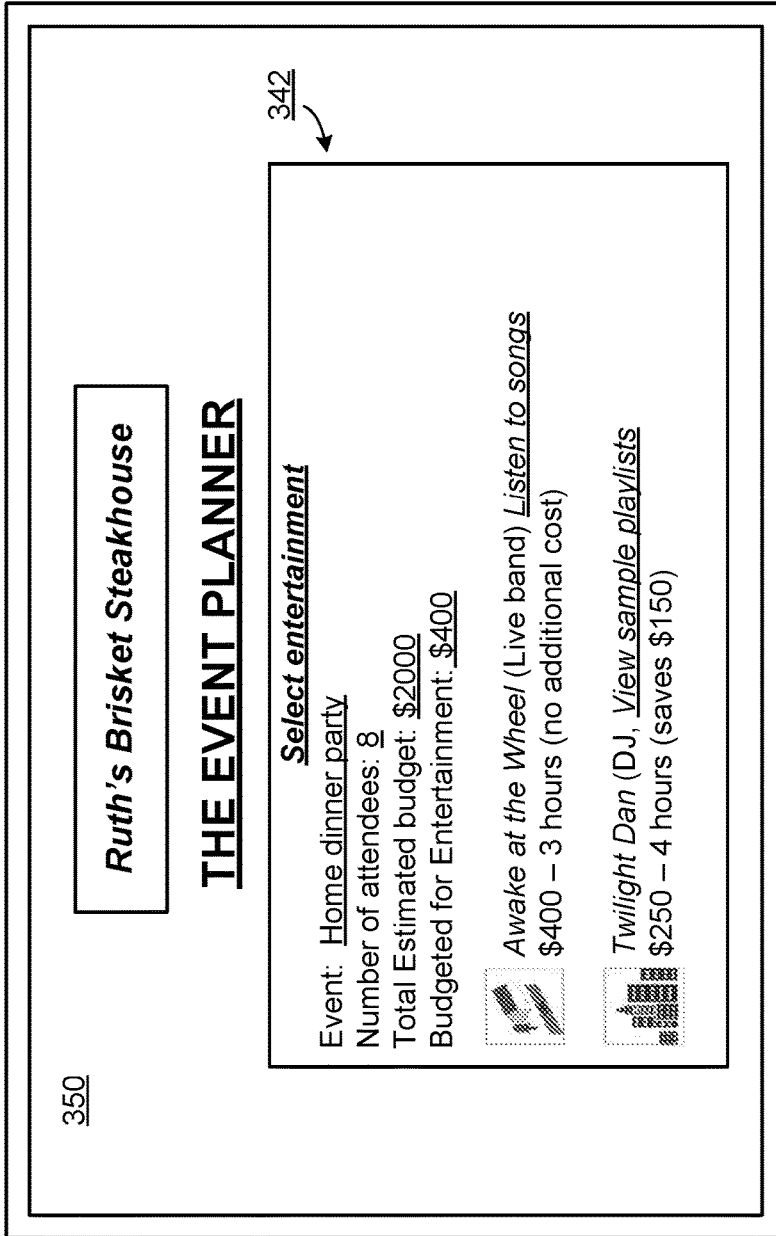 350
Ruth's Brisket Steakhouse
THE EVENT PLANNER
342
Select entertainment
Event: Home dinner party
Number of attendees: 8
Total Estimated budget: $2000
Budgeted for Entertainment: $400
Awake at the Wheel (Live band) Listen to songs
$400 – 3 hours (no additional cost)
Twilight Dan (DJ, View sample playlists
$250 – 4 hours (saves $150)